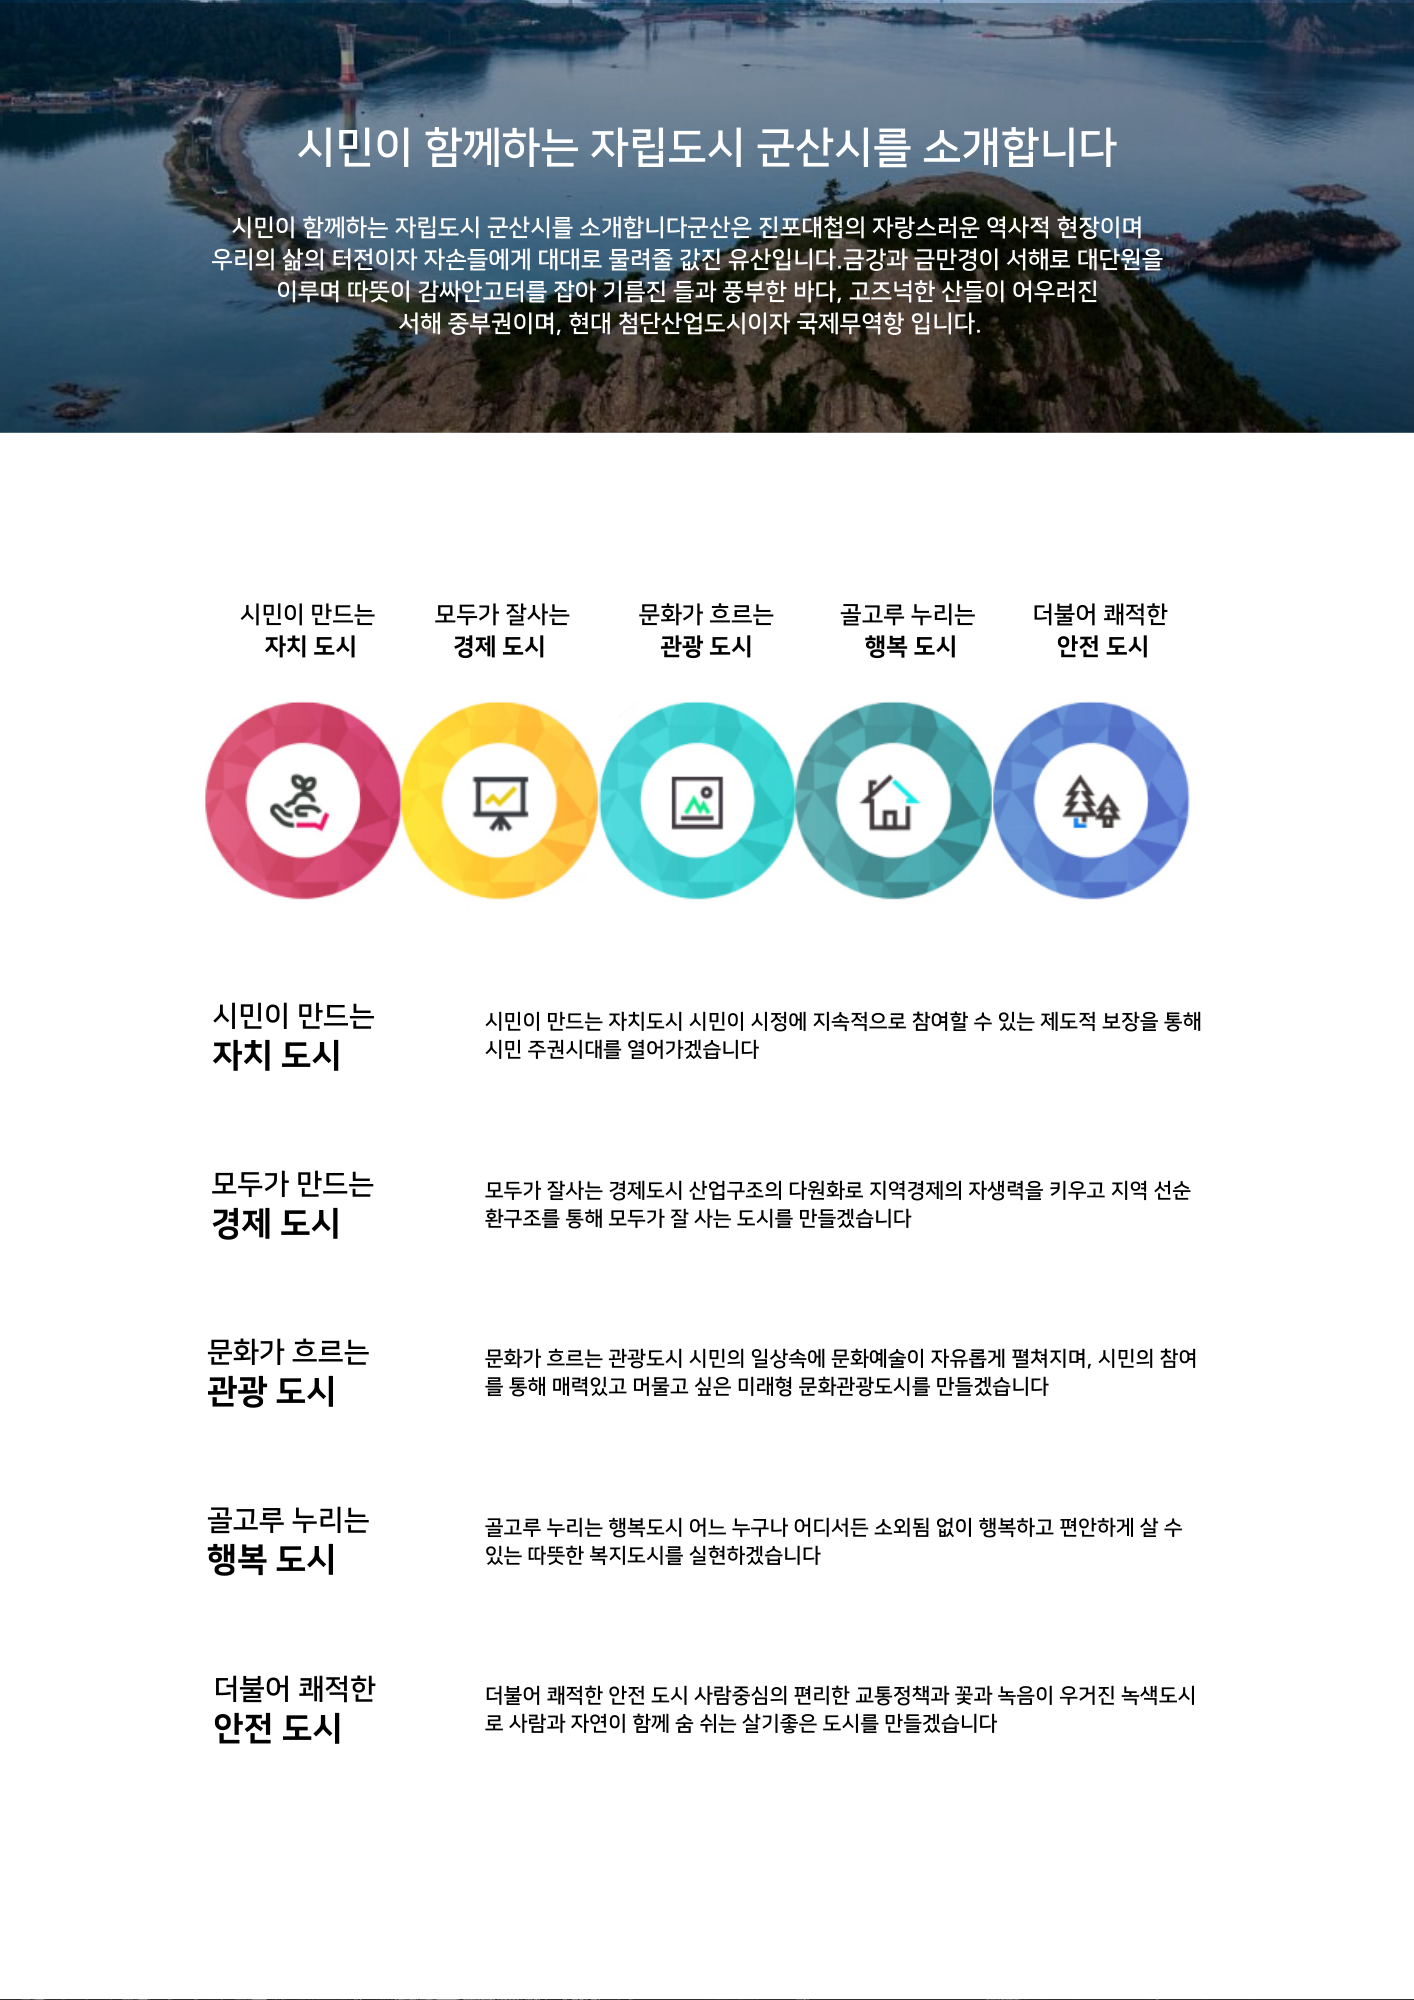 시민이 함께하는 자립도시 군산시를 소개합니다
시민이 함께하는 자립도시 군산시를 소개합니다군산은 진포대첩의 자랑스러운 역사적 현장이며
우리의 삶의 터전이자 자손들에게 대대로 물려줄 값진 유산입니다.금강과 금만경이 서해로 대단원을
이루며 따뜻이 감싸안고터를 잡아 기름진 들과 풍부한 바다, 고즈넉한 산들이 어우러진
서해 중부권이며, 현대 첨단산업도시이자 국제무역항 입니다.
시민이 만드는
자치 도시
모두가 잘사는
경제 도시
문화가 흐르는
관광 도시
골고루 누리는
행복 도시
더불어 쾌적한
안전 도시
시민이 만드는
자치 도시
시민이 만드는 자치도시 시민이 시정에 지속적으로 참여할 수 있는 제도적 보장을 통해
시민 주권시대를 열어가겠습니다
모두가 만드는
경제 도시
모두가 잘사는 경제도시 산업구조의 다원화로 지역경제의 자생력을 키우고 지역 선순
환구조를 통해 모두가 잘 사는 도시를 만들겠습니다
문화가 흐르는
관광 도시
문화가 흐르는 관광도시 시민의 일상속에 문화예술이 자유롭게 펼쳐지며, 시민의 참여
를 통해 매력있고 머물고 싶은 미래형 문화관광도시를 만들겠습니다
골고루 누리는
행복 도시
골고루 누리는 행복도시 어느 누구나 어디서든 소외됨 없이 행복하고 편안하게 살 수
있는 따뜻한 복지도시를 실현하겠습니다
더불어 쾌적한
안전 도시
더불어 쾌적한 안전 도시 사람중심의 편리한 교통정책과 꽃과 녹음이 우거진 녹색도시
로 사람과 자연이 함께 숨 쉬는 살기좋은 도시를 만들겠습니다